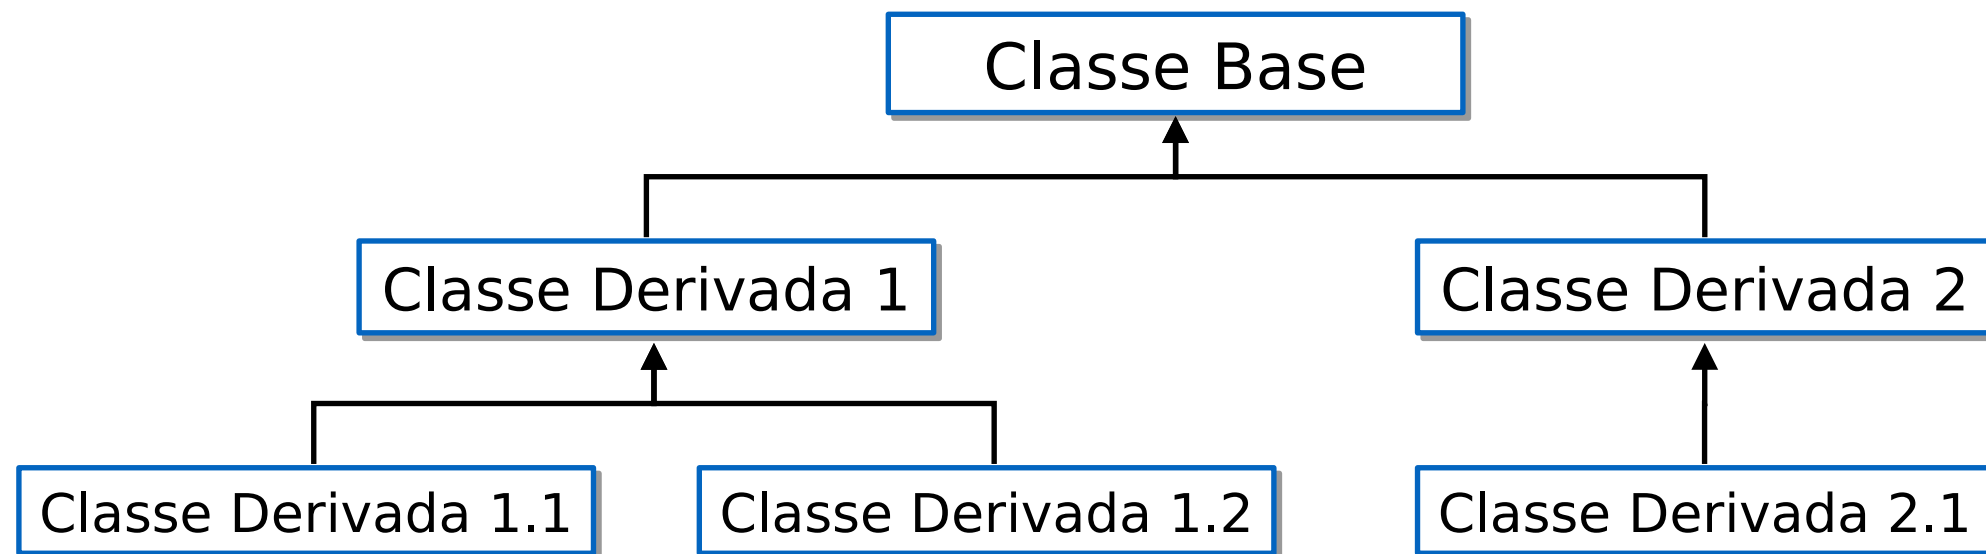 Classe Base
Classe Derivada 1
Classe Derivada 2
Classe Derivada 1.1
Classe Derivada 1.2
Classe Derivada 2.1